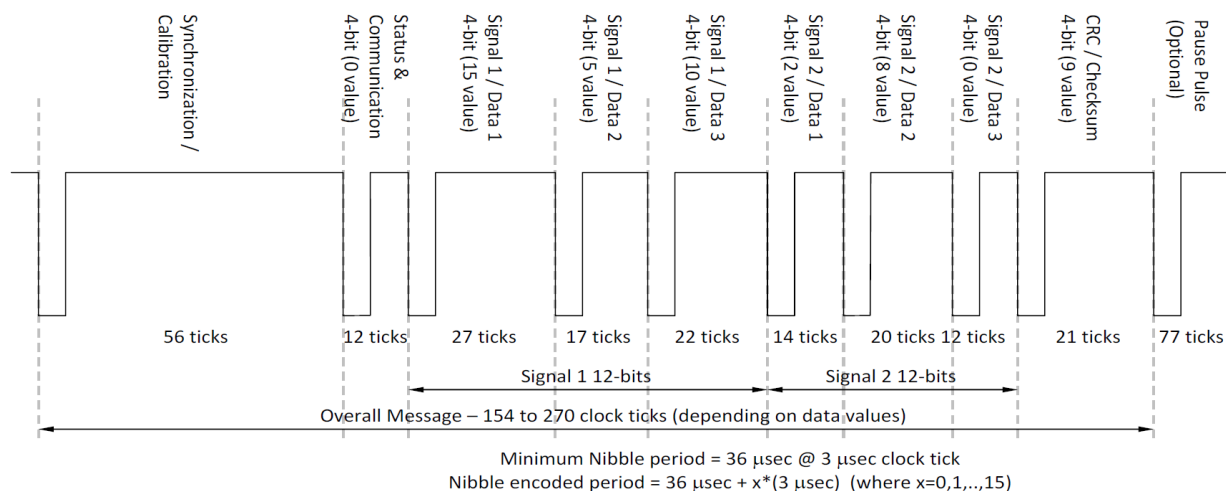 Synchronization /
Calibration
Status &
Communication
4-bit (0 value)
Signal 1 / Data 1
4-bit (15 value)
Signal 1 / Data 2
4-bit (5 value)
Signal 1 / Data 3
4-bit (10 value)
Signal 2 / Data 1
4-bit (2 value)
Signal 2 / Data 2
4-bit (8 value)
Signal 2 / Data 3
4-bit (0 value)
CRC / Checksum
4-bit (9 value)
Pause Pulse
(Optional)
56 ticks 12 ticks 27 ticks 17 ticks 22 ticks 14 ticks 20 ticks 12 ticks 21 ticks 77 ticks
Signal 1 12-bits Signal 2 12-bits
Overall Message – 154 to 270 clock ticks (depending on data values)
Minimum Nibble period = 36 μsec @ 3 μsec clock tick
Nibble encoded period = 36 μsec + x*(3 μsec) (where x=0,1,..,15)